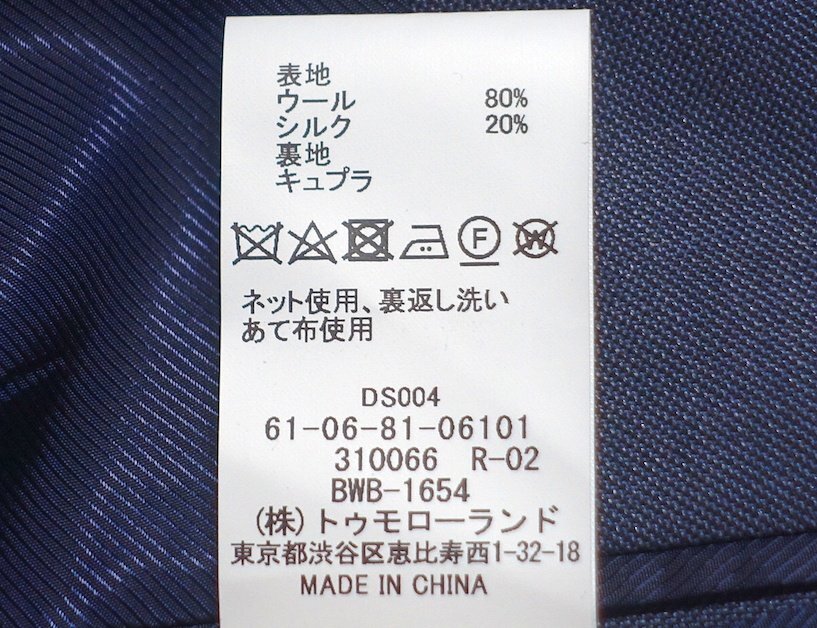 表地
ウール 80%
シルク 20%
裏地
キュプラ
F W
ネット使用、裏返し洗い
あて布使用
DS004
61-06-81-06101
310066 R-02
BWB-1654
(株)トゥモローランド
東京都渋谷区恵比寿西1-32-18
MADE IN CHINA